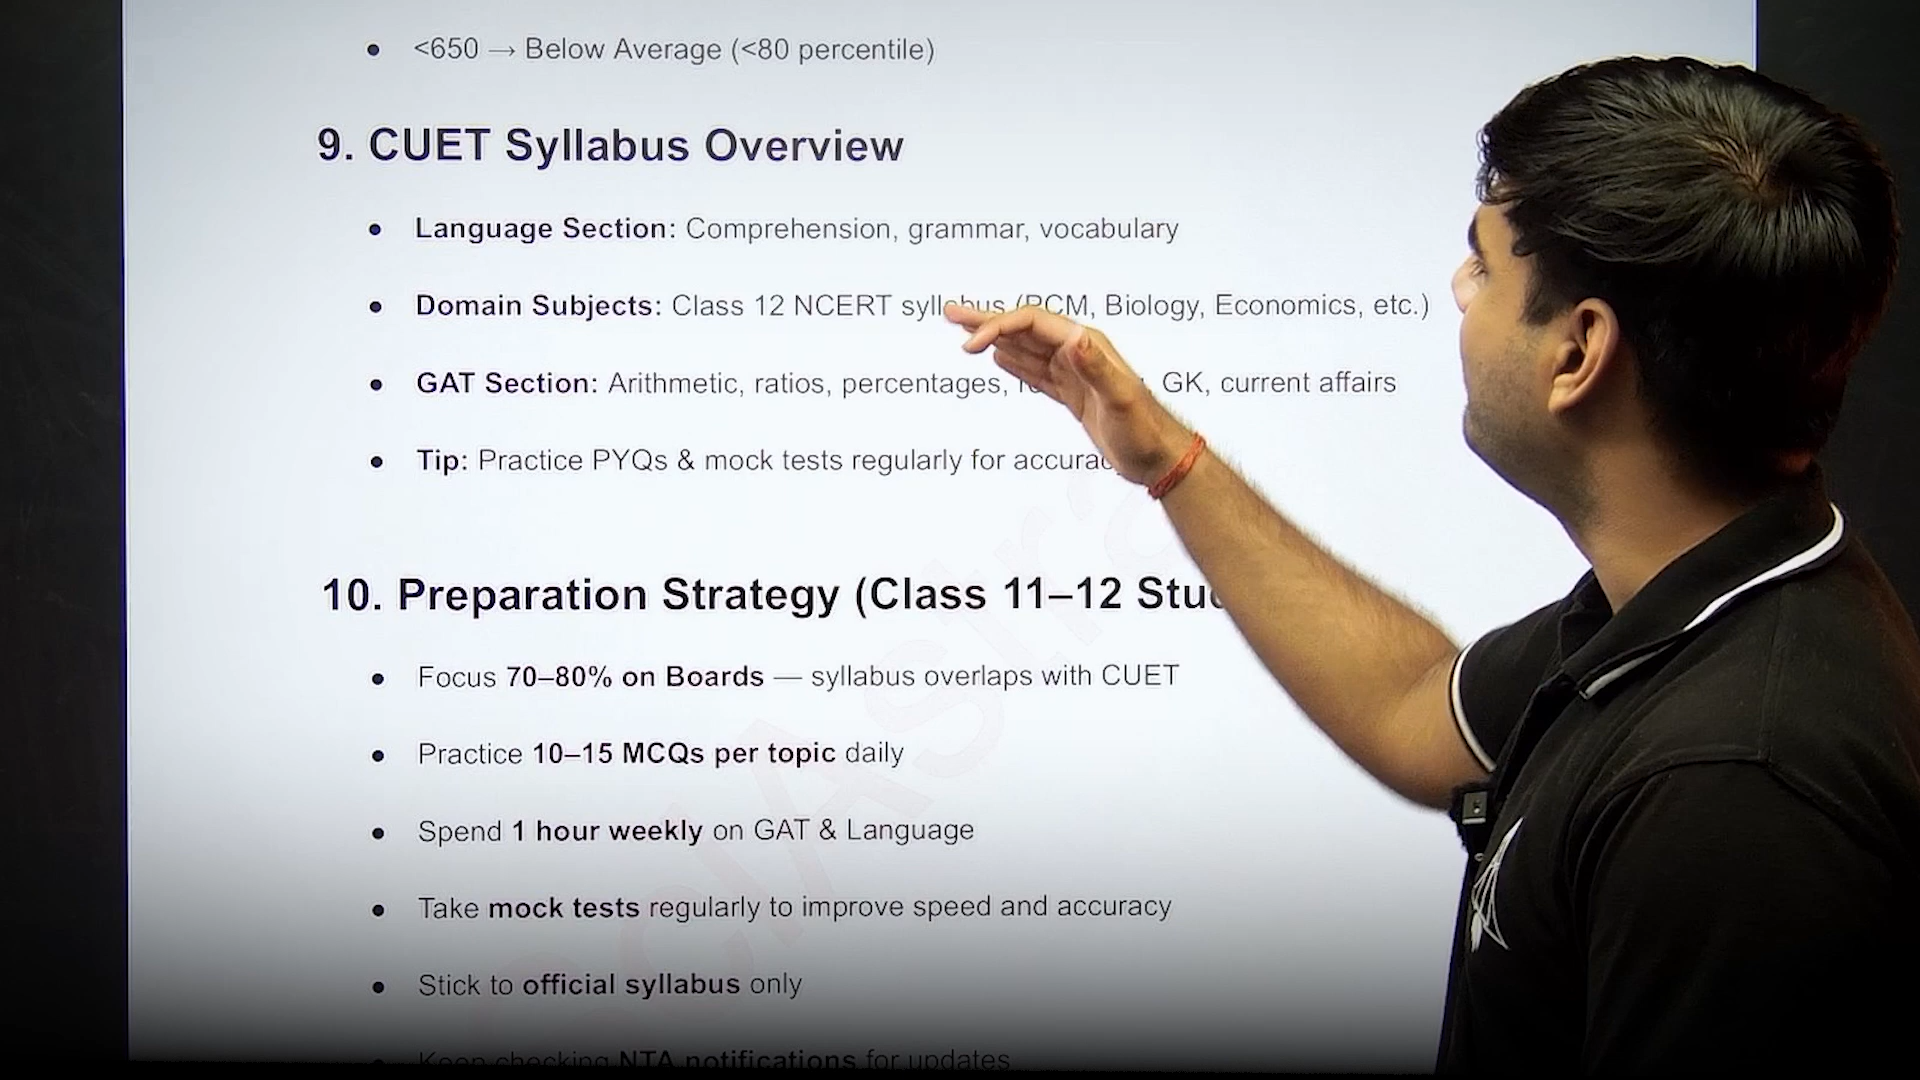 <650 → Below Average (<80 percentile)
9. CUET Syllabus Overview
Language Section: Comprehension, grammar, vocabulary
Domain Subjects: Class 12 NCERT syllabus (PCM, Biology, Economics, etc.)
GAT Section: Arithmetic, ratios, percentages, GK, current affairs
Tip: Practice PYQs & mock tests regularly for
10. Preparation Strategy (Class 11–12
Focus 70–80% on Boards — syllabus overlaps with CUET
Practice 10–15 MCQs per topic daily
Spend 1 hour weekly on GAT & Language
Take mock tests regularly to improve speed and accuracy
Stick to official syllabus only
Keep checking NTA notifications for updates